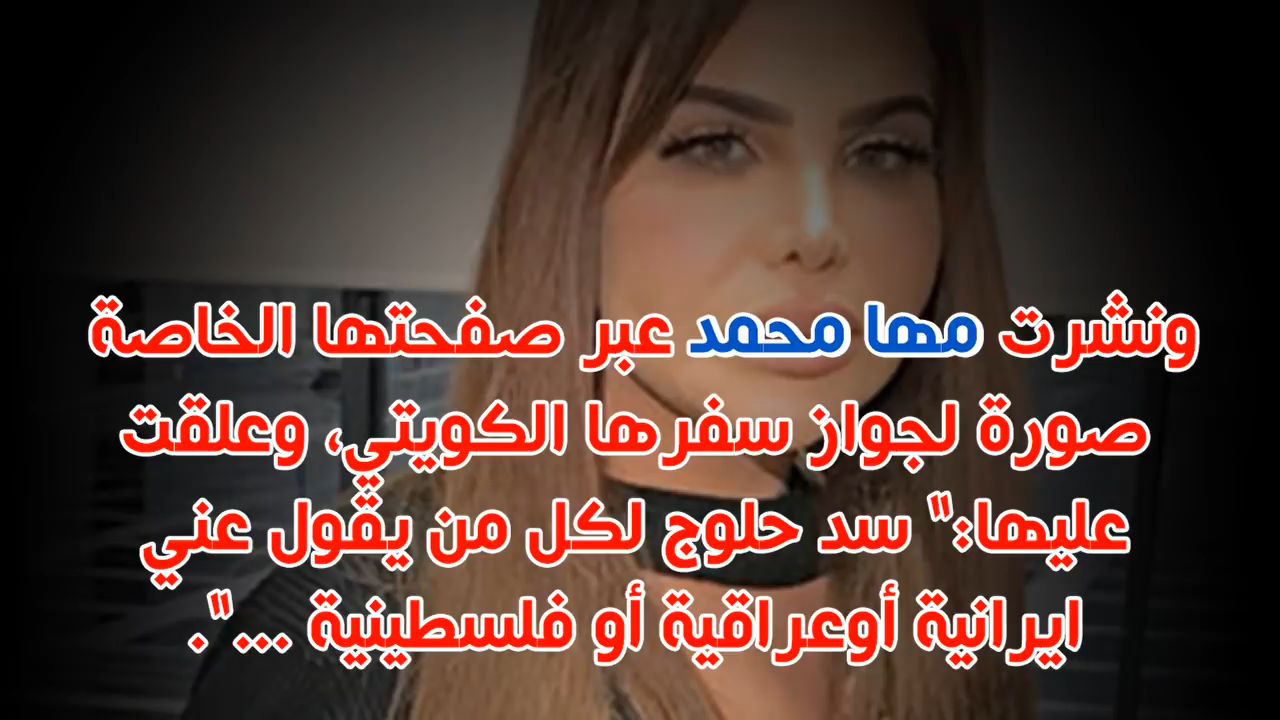 ونشرت مها محمد عبر صفحتها الخاصة
صورة لجواز سفرها الكويتي، وعلقت
عليها:" سد حلوج لكل من يقول عني
ايرانية أوعراقية أو فلسطينية ...".